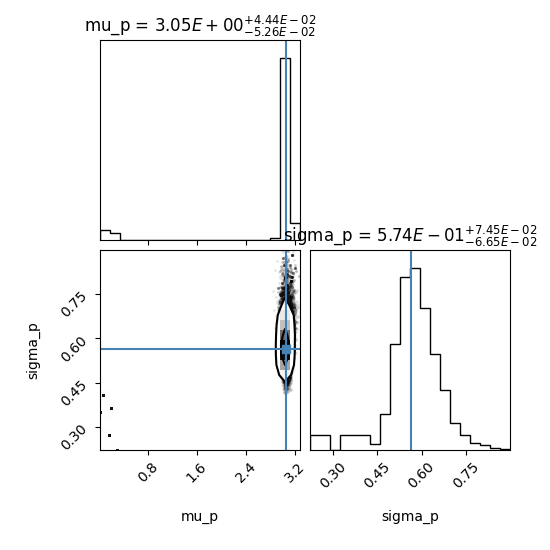 mu_p = 3.05E + 00+4.44E − 02 −5.26E − 02
sigma_p = 5.74E − 01+7.45E − 02 −6.65E − 02
sigma_p
0.75
0.60
0.45
0.30
0.8 1.6 2.4 3.2
0.30 0.45 0.60 0.75
mu_p sigma_p